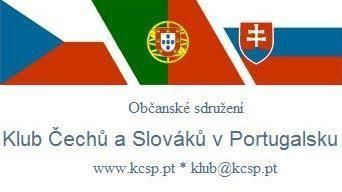 Občanské sdružení
Klub Čechů a Slováků v Portugalsku
www.kcsp.pt * klub@kcsp.pt